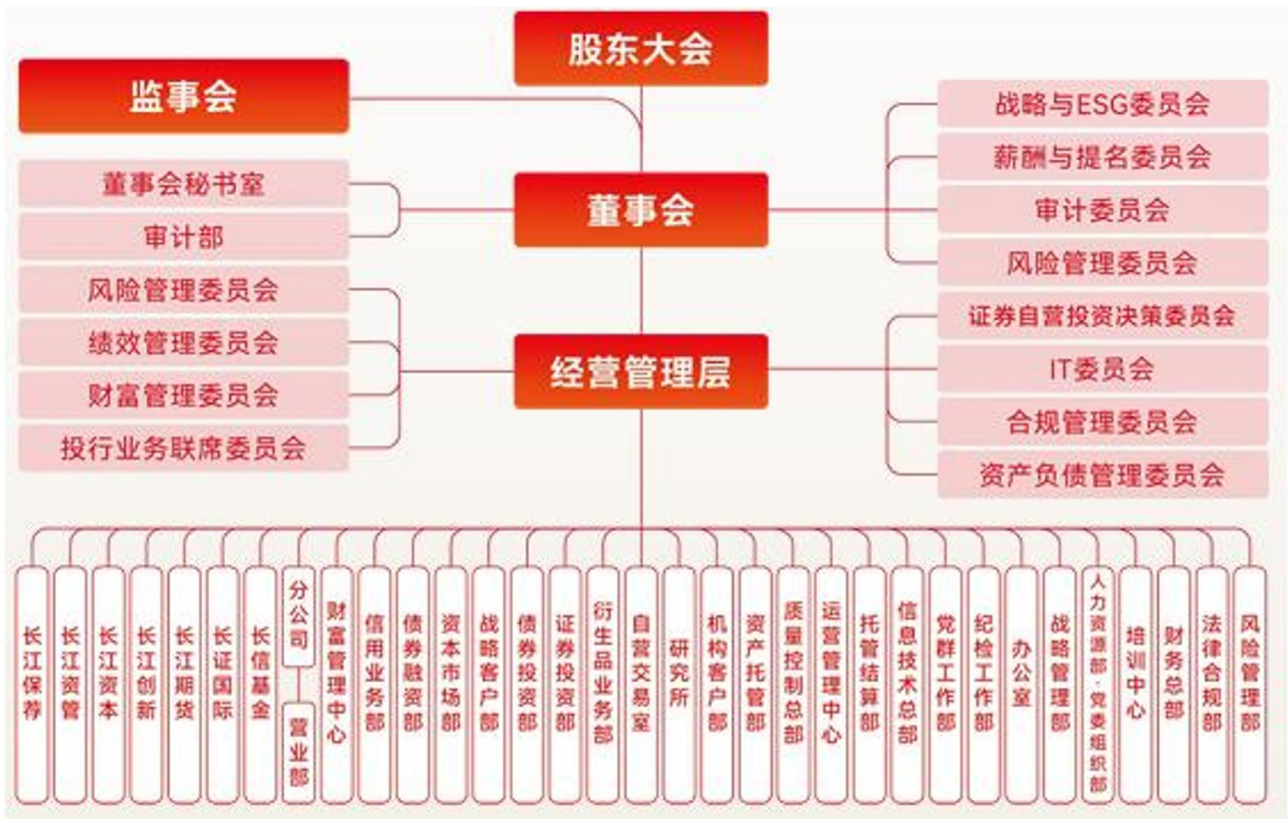 股东大会
监事会
董事会
经营管理层
董事会秘书室
审计部
风险管理委员会
绩效管理委员会
财富管理委员会
投行业务联席委员会
战略与ESG委员会
薪酬与提名委员会
审计委员会
风险管理委员会
证券自营投资决策委员会
IT委员会
合规管理委员会
资产负债管理委员会
长江保荐
长江资管
长江资本
长江创新
长江期货
长证国际
长信基金
分公司
营业部
财富管理中心
信用业务部
债券融资部
资本市场部
战略客户部
债券投资部
证券投资部
衍生品业务部
自营交易室
研究所
机构客户部
资产托管部
质量控制总部
运营管理中心
托管结算部
信息技术总部
党群工作部
纪检工作部
办公室
战略管理部
人力资源部·党委组织部
培训中心
财务总部
法律合规部
风险管理部